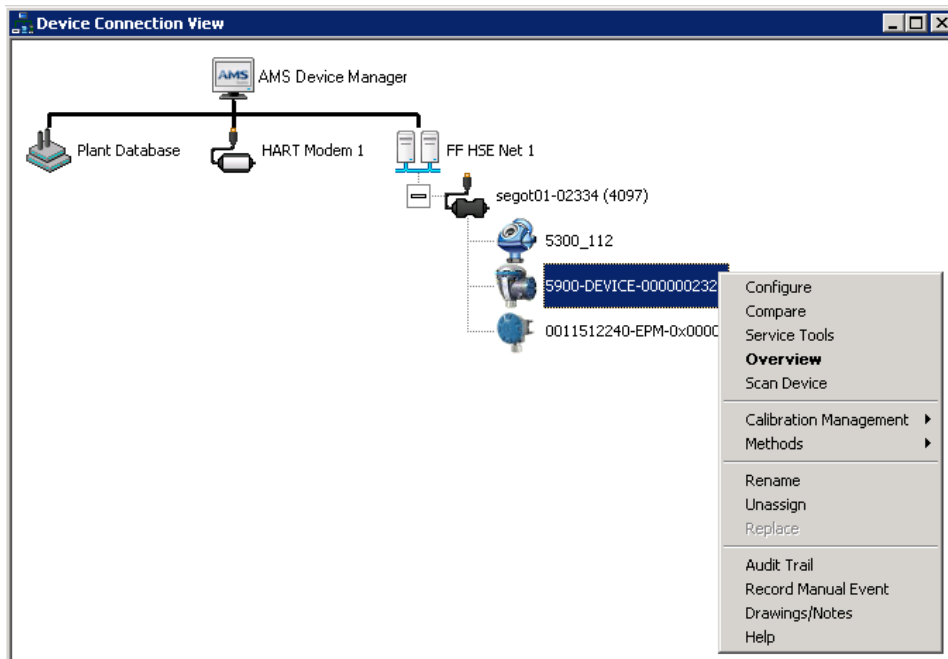 Device Connection View
AMS
AMS Device Manager
Plant Database
HART Modem 1
FF HSE Net 1
segot01-02334 (4097)
5300_112
5900-DEVICE-000000232
0011512240-EPM-0x0000
Configure
Compare
Service Tools
Overview
Scan Device
Calibration Management
Methods
Rename
Unassign
Replace
Audit Trail
Record Manual Event
Drawings/Notes
Help